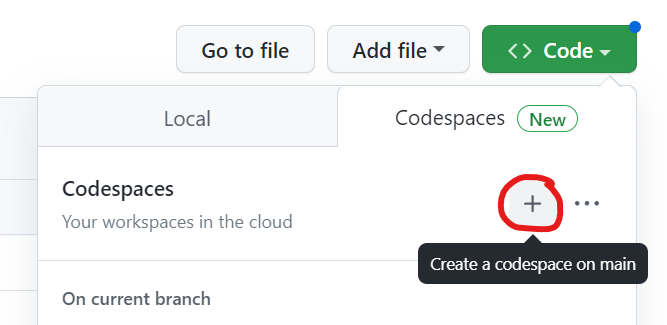 Go to file
Add file
<> Code
Local
Codespaces New
Codespaces
Your workspaces in the cloud
Create a codespace on main
On current branch